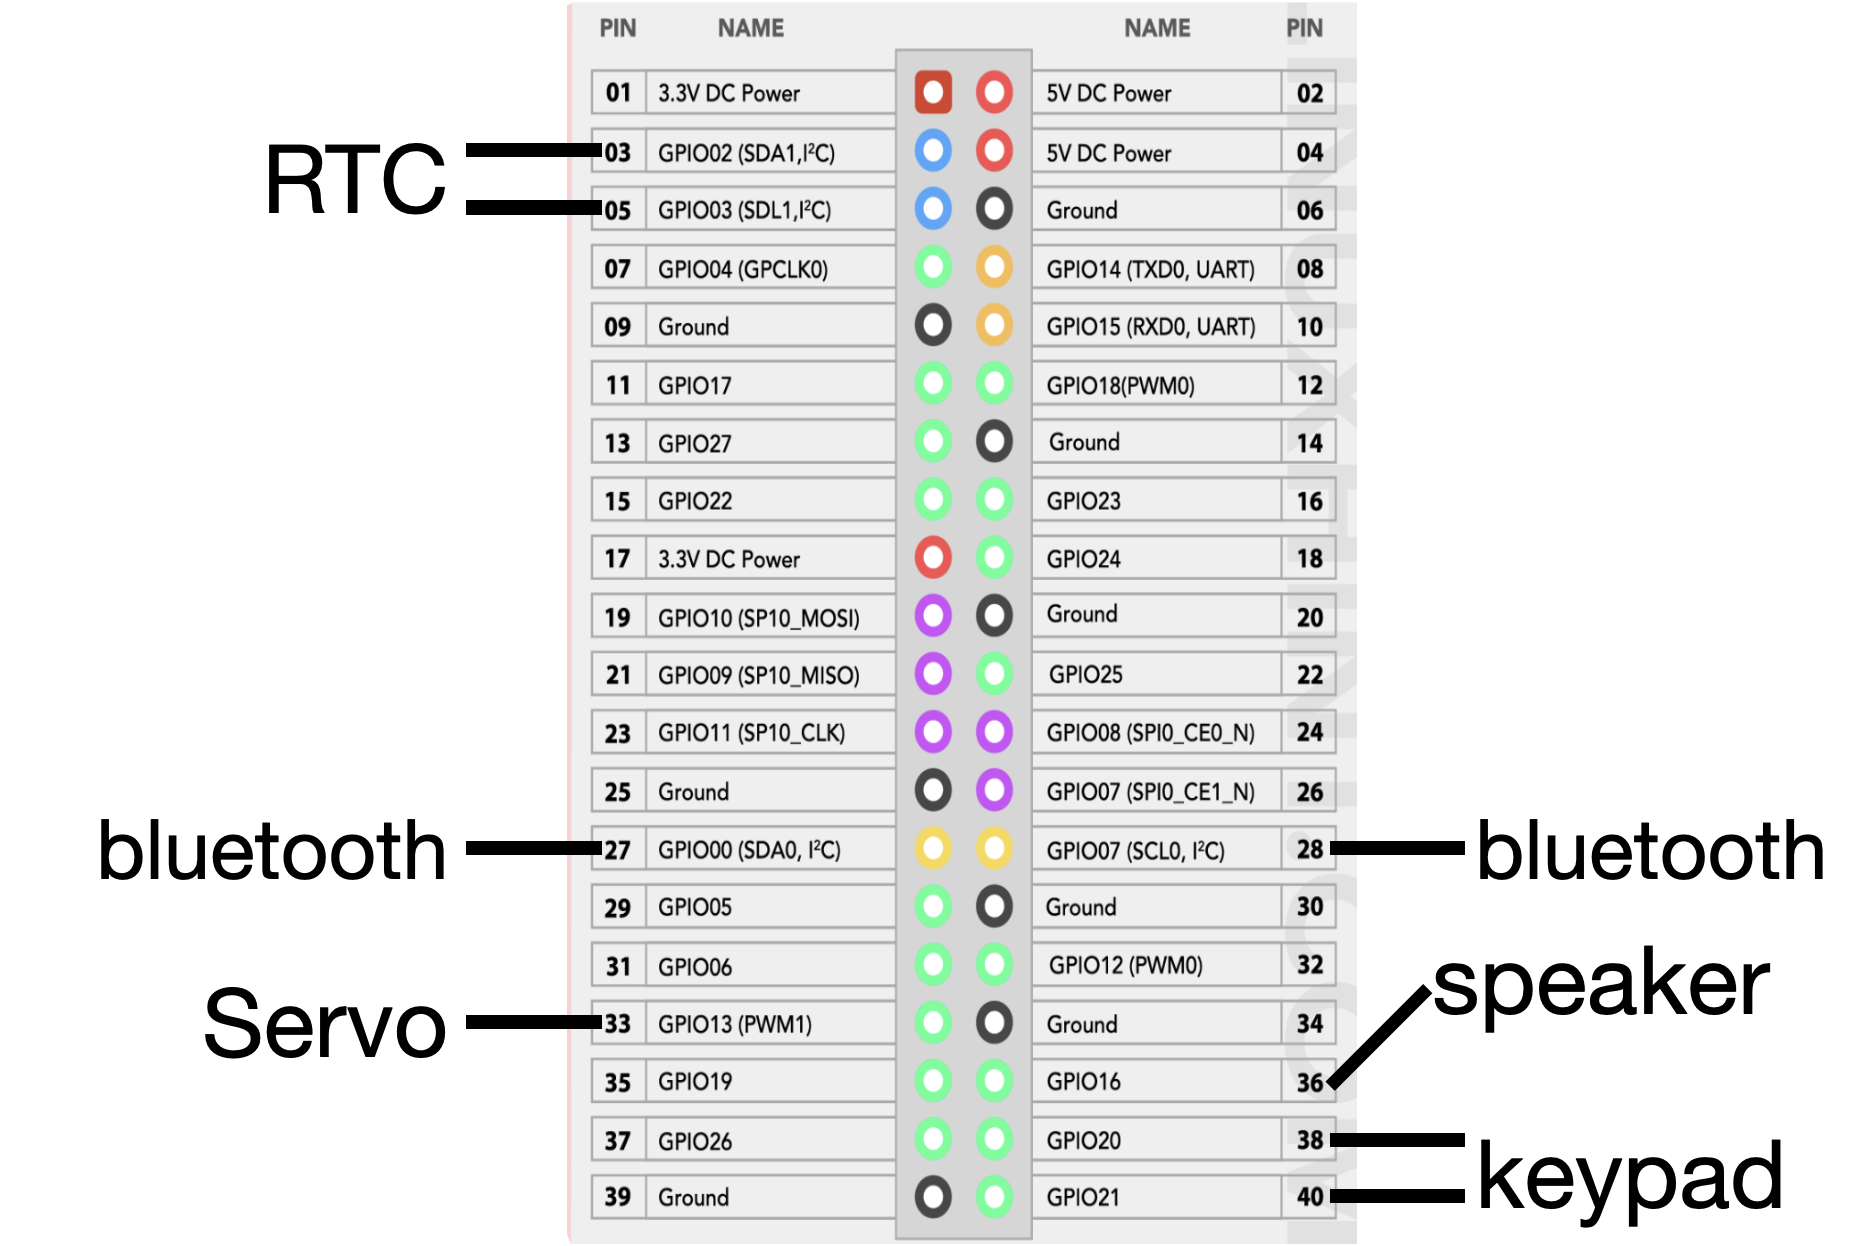 PIN NAME NAME PIN
01 3.3V DC Power 5V DC Power 02
RTC
03 GPIO02 (SDA1,I²C) 5V DC Power 04
05 GPIO03 (SDL1,I²C) Ground 06
07 GPIO04 (GPCLK0) GPIO14 (TXD0, UART) 08
09 Ground GPIO15 (RXD0, UART) 10
11 GPIO17 GPIO18(PWM0) 12
13 GPIO27 Ground 14
15 GPIO22 GPIO23 16
17 3.3V DC Power GPIO24 18
19 GPIO10 (SP10_MOSI) Ground 20
21 GPIO09 (SP10_MISO) GPIO25 22
23 GPIO11 (SP10_CLK) GPIO08 (SPI0_CE0_N) 24
25 Ground GPIO07 (SPI0_CE1_N) 26
bluetooth 27 GPIO00 (SDA0, I²C) GPIO07 (SCL0, I²C) 28 bluetooth
29 GPIO05 Ground 30
31 GPIO06 GPIO12 (PWM0) 32
speaker
Servo 33 GPIO13 (PWM1) Ground 34
35 GPIO19 GPIO16 36
37 GPIO26 GPIO20 38
keypad
39 Ground GPIO21 40